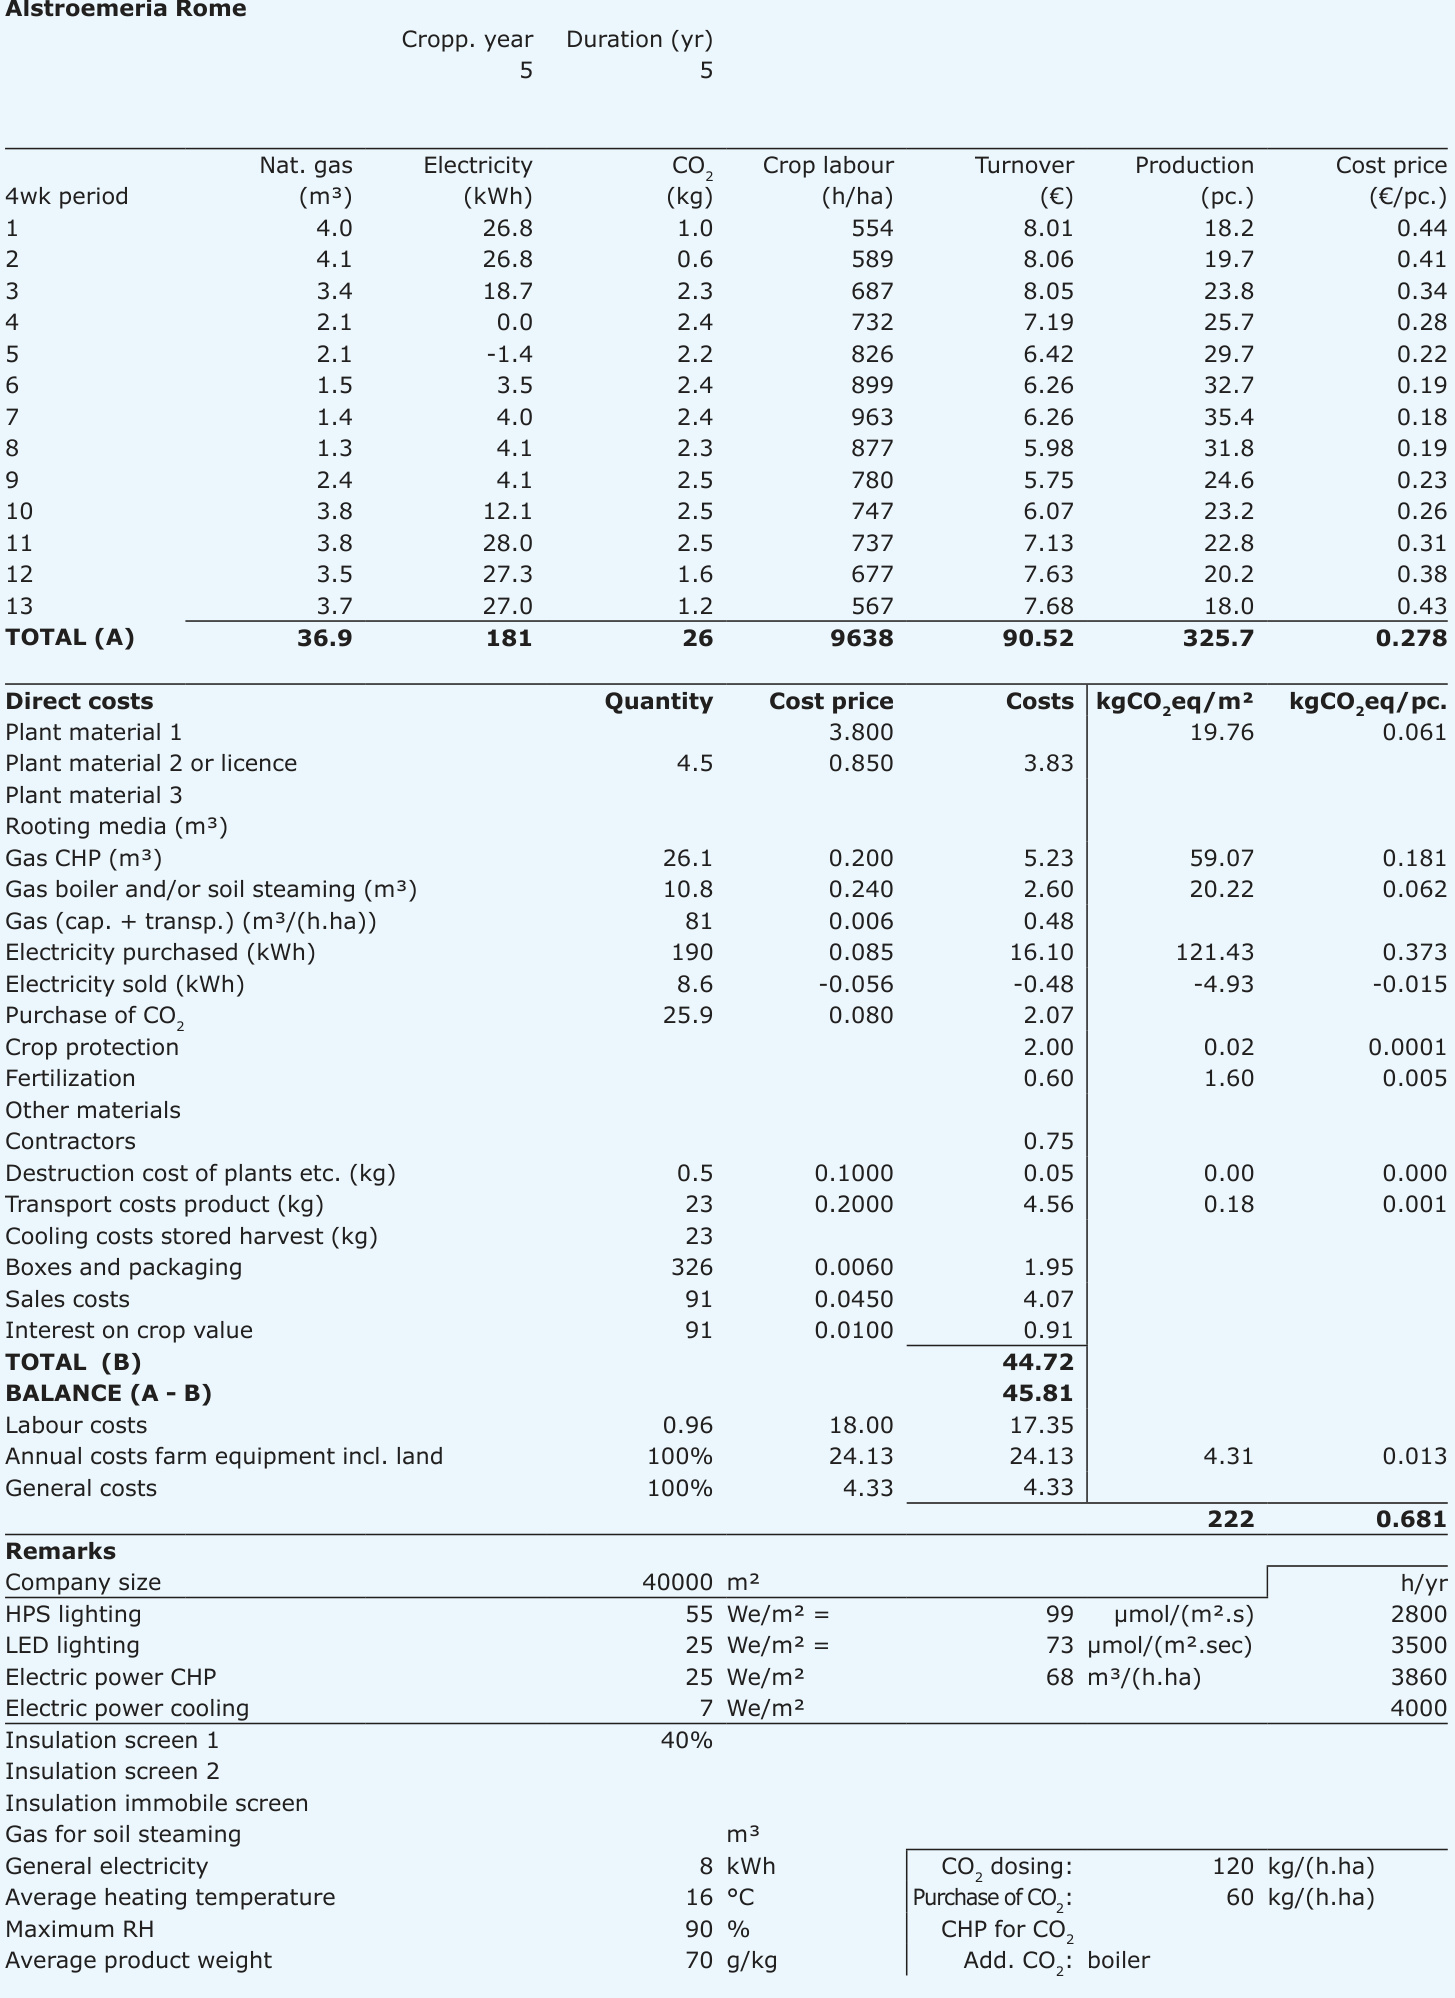 Alstroemeria Rome
Cropp. year Duration (yr)
5 5
Nat. gas Electricity CO2 Crop labour Turnover Production Cost price
4wk period (m³) (kWh) (kg) (h/ha) (€) (pc.) (€/pc.)
1 4.0 26.8 1.0 554 8.01 18.2 0.44
2 4.1 26.8 0.6 589 8.06 19.7 0.41
3 3.4 18.7 2.3 687 8.05 23.8 0.34
4 2.1 0.0 2.4 732 7.19 25.7 0.28
5 2.1 -1.4 2.2 826 6.42 29.7 0.22
6 1.5 3.5 2.4 899 6.26 32.7 0.19
7 1.4 4.0 2.4 963 6.26 35.4 0.18
8 1.3 4.1 2.3 877 5.98 31.8 0.19
9 2.4 4.1 2.5 780 5.75 24.6 0.23
10 3.8 12.1 2.5 747 6.07 23.2 0.26
11 3.8 28.0 2.5 737 7.13 22.8 0.31
12 3.5 27.3 1.6 677 7.63 20.2 0.38
13 3.7 27.0 1.2 567 7.68 18.0 0.43
TOTAL (A) 36.9 181 26 9638 90.52 325.7 0.278
Direct costs Quantity Cost price Costs kgCO2eq/m² kgCO2eq/pc.
Plant material 1 3.800 19.76 0.061
Plant material 2 or licence 4.5 0.850 3.83
Plant material 3
Rooting media (m³)
Gas CHP (m³) 26.1 0.200 5.23 59.07 0.181
Gas boiler and/or soil steaming (m³) 10.8 0.240 2.60 20.22 0.062
Gas (cap. + transp.) (m³/(h.ha)) 81 0.006 0.48
Electricity purchased (kWh) 190 0.085 16.10 121.43 0.373
Electricity sold (kWh) 8.6 -0.056 -0.48 -4.93 -0.015
Purchase of CO2 25.9 0.080 2.07
Crop protection 2.00 0.02 0.0001
Fertilization 0.60 1.60 0.005
Other materials
Contractors 0.75
Destruction cost of plants etc. (kg) 0.5 0.1000 0.05 0.00 0.000
Transport costs product (kg) 23 0.2000 4.56 0.18 0.001
Cooling costs stored harvest (kg) 23
Boxes and packaging 326 0.0060 1.95
Sales costs 91 0.0450 4.07
Interest on crop value 91 0.0100 0.91
TOTAL (B) 44.72
BALANCE (A - B) 45.81
Labour costs 0.96 18.00 17.35
Annual costs farm equipment incl. land 100% 24.13 24.13 4.31 0.013
General costs 100% 4.33 4.33
222 0.681
Remarks
Company size 40000 m² h/yr
HPS lighting 55 We/m² = 99 µmol/(m².s) 2800
LED lighting 25 We/m² = 73 µmol/(m².sec) 3500
Electric power CHP 25 We/m² 68 m³/(h.ha) 3860
Electric power cooling 7 We/m² 4000
Insulation screen 1 40%
Insulation screen 2
Insulation immobile screen
Gas for soil steaming m³
General electricity 8 kWh CO2 dosing: 120 kg/(h.ha)
Average heating temperature 16 °C Purchase of CO2: 60 kg/(h.ha)
Maximum RH 90 % CHP for CO2
Average product weight 70 g/kg Add. CO2: boiler